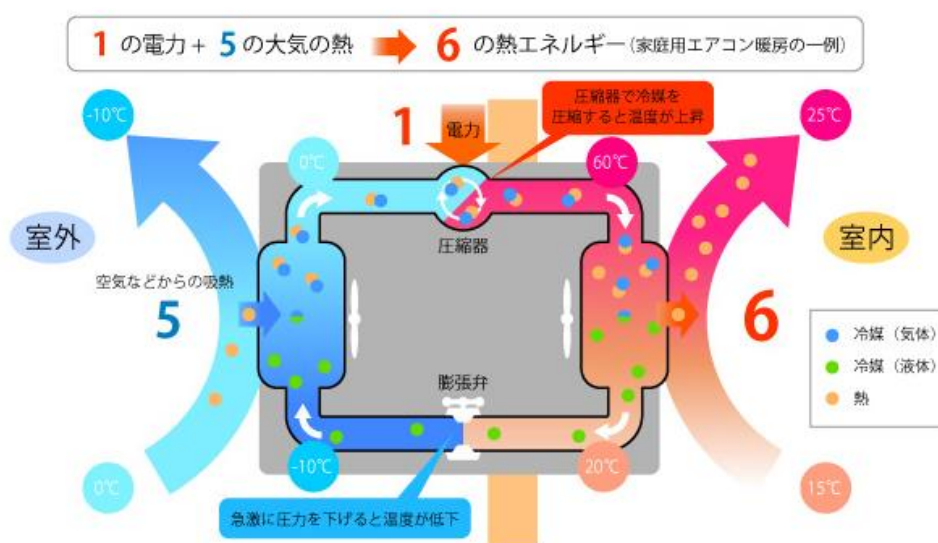 1 の電力 + 5 の大気の熱 6 の熱エネルギー (家庭用エアコン暖房の一例)
-10℃
1
電力
圧縮器で冷媒を
圧縮すると温度が上昇
25℃
0℃
60℃
室外
圧縮器
室内
空気などからの吸熱
5
6
冷媒（気体）
冷媒（液体）
熱
膨張弁
0℃
-10℃
20℃
15℃
急激に圧力を下げると温度が低下